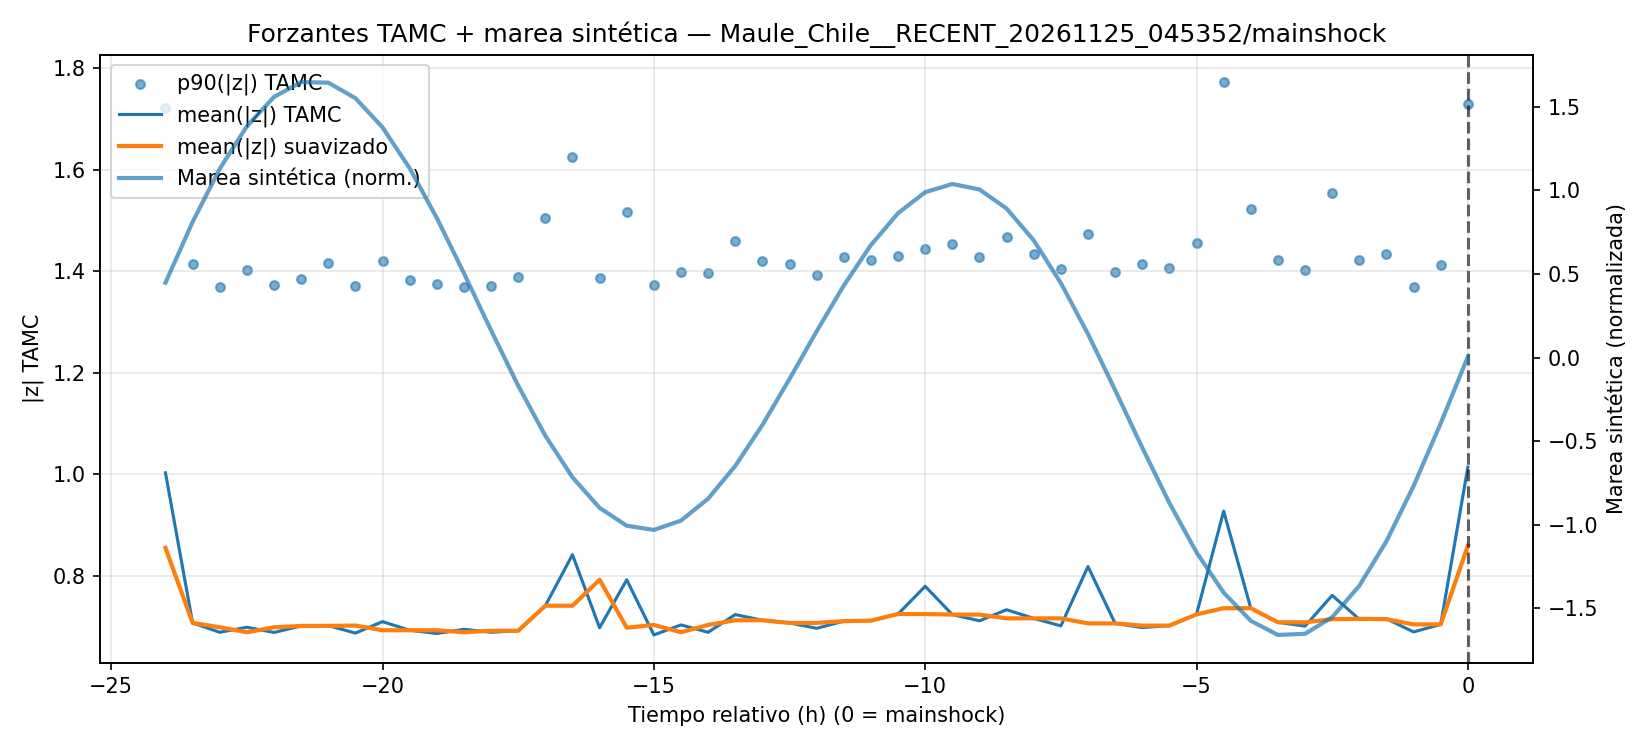 Forzantes TAMC + marea sintética — Maule_Chile__RECENT_20261125_045352/mainshock
p90(|z|) TAMC
mean(|z|) TAMC
mean(|z|) suavizado
Marea sintética (norm.)
|z| TAMC
1.8
1.6
1.4
1.2
1.0
0.8
1.5
1.0
0.5
0.0
−0.5
−1.0
−1.5
Marea sintética (normalizada)
−25
−20
−15
−10
−5
0
Tiempo relativo (h) (0 = mainshock)